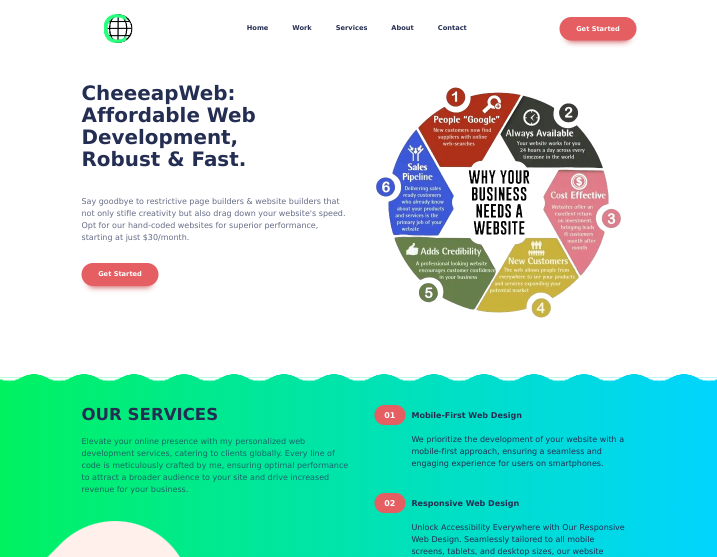 Home Work Services About Contact Get Started
CheeeapWeb:
Affordable Web
Development,
Robust & Fast.
Say goodbye to restrictive page builders & website builders that
not only stifle creativity but also drag down your website's speed.
Opt for our hand-coded websites for superior performance,
starting at just $30/month.
Get Started
1
People "Google"
New customers now find
suppliers with online
web-searches
2
Always Available
Your website works for you
24 hours a day across every
timezone in the world
3
Cost Effective
Websites offer an
excellent return
on investment,
bringing leads
customers
month after
month
4
New Customers
The web allows people from
everywhere to see your products
and services expanding your
potential market
5
Adds Credibility
A professional looking website
encourages customer confidence
in your business
6
Sales
Pipeline
Delivering sales
ready customers
who already know
about your products
and services is the
primary job of your
website
WHY YOUR
BUSINESS
NEEDS A
WEBSITE
OUR SERVICES
Elevate your online presence with my personalized web
development services, catering to clients globally. Every line of
code is meticulously crafted by me, ensuring optimal performance
to attract a broader audience to your site and drive increased
revenue for your business.
01 Mobile-First Web Design
We prioritize the development of your website with a
mobile-first approach, ensuring a seamless and
engaging experience for users on smartphones.
02 Responsive Web Design
Unlock Accessibility Everywhere with Our Responsive
Web Design. Seamlessly tailored to all mobile
screens, tablets, and desktop sizes, our website